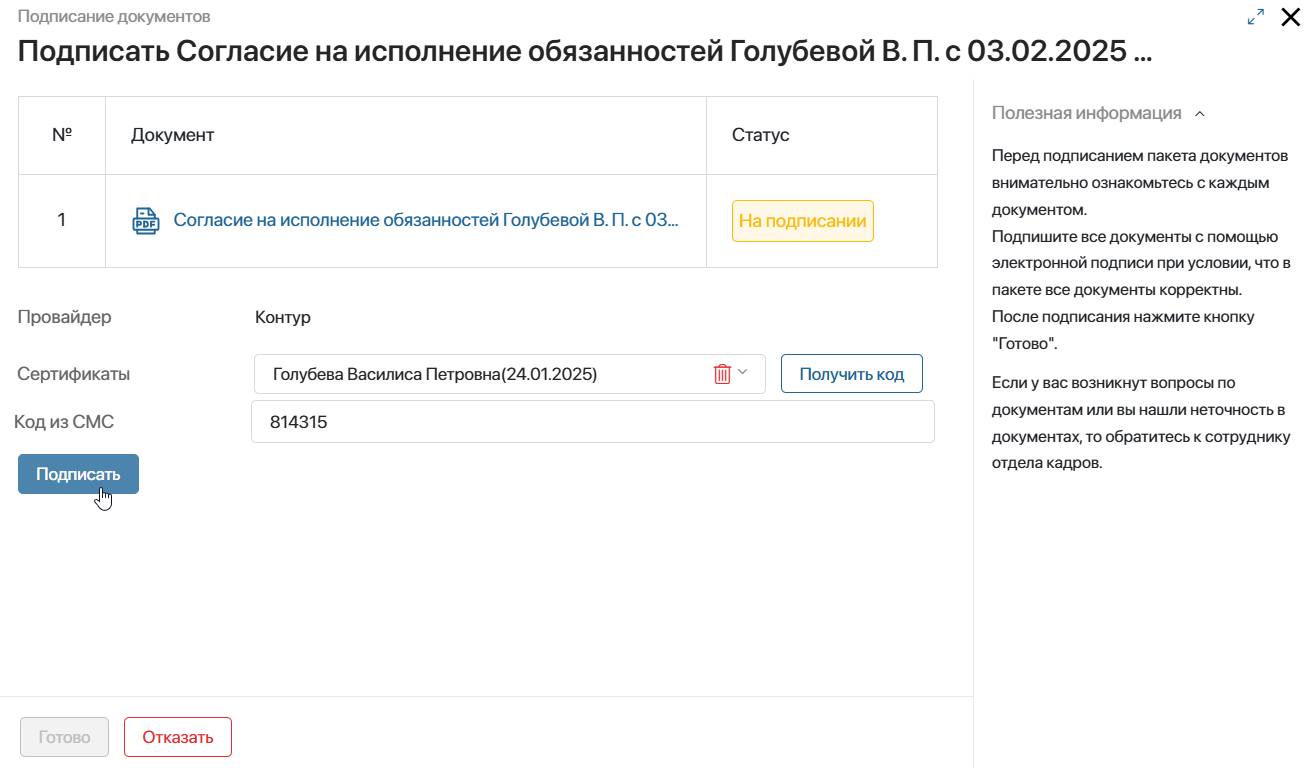 Подписание документов
Подписать Согласие на исполнение обязанностей Голубевой В. П. с 03.02.2025 ...
№ Документ Статус
1 PDF Согласие на исполнение обязанностей Голубевой В. П. с 03... На подписании
Провайдер Контур
Сертификаты Голубева Василиса Петровна(24.01.2025) Получить код
Код из СМС 814315
Подписать
Готово Отказать
Полезная информация
Перед подписанием пакета документов
внимательно ознакомьтесь с каждым
документом.
Подпишите все документы с помощью
электронной подписи при условии, что в
пакете все документы корректны.
После подписания нажмите кнопку
"Готово".
Если у вас возникнут вопросы по
документам или вы нашли неточность в
документах, то обратитесь к сотруднику
отдела кадров.